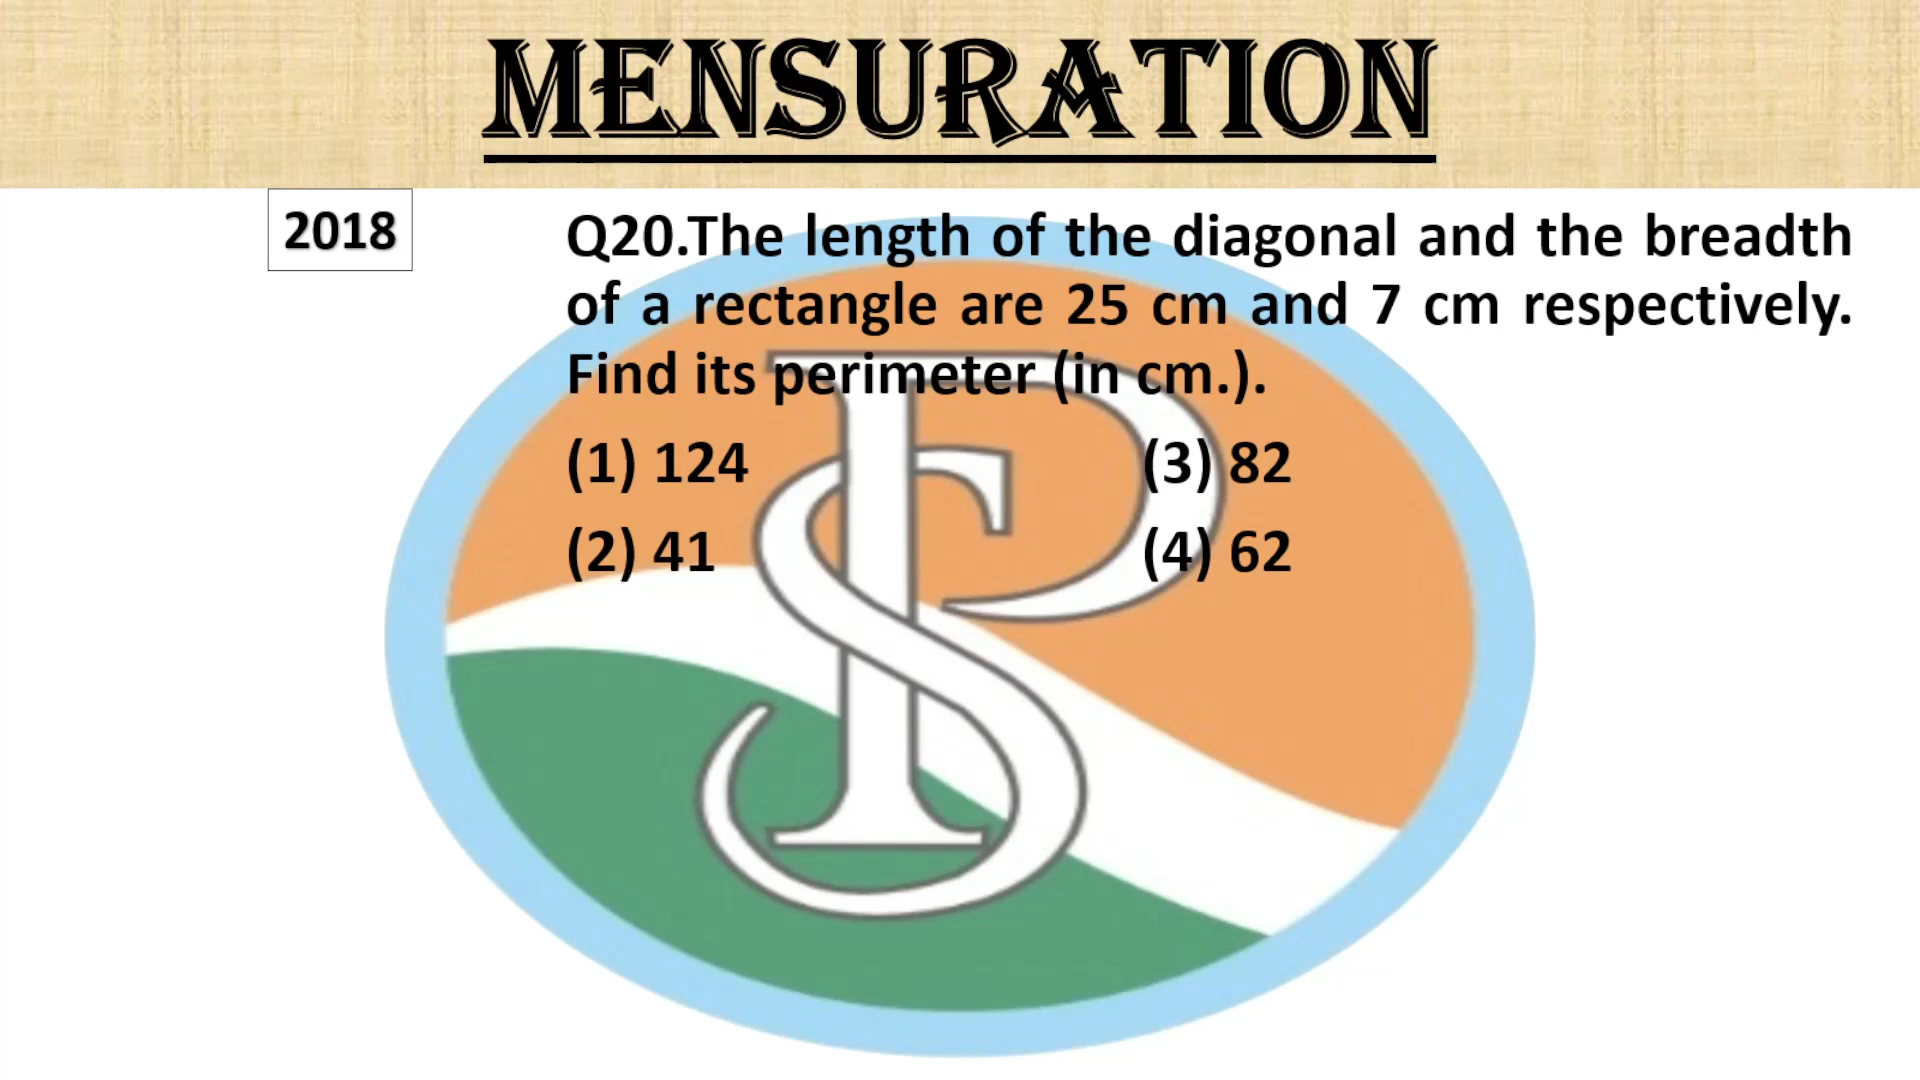 MENSURATION
2018
Q20.The length of the diagonal and the breadth
of a rectangle are 25 cm and 7 cm respectively.
Find its perimeter (in cm.).
(1) 124 (3) 82
(2) 41 (4) 62